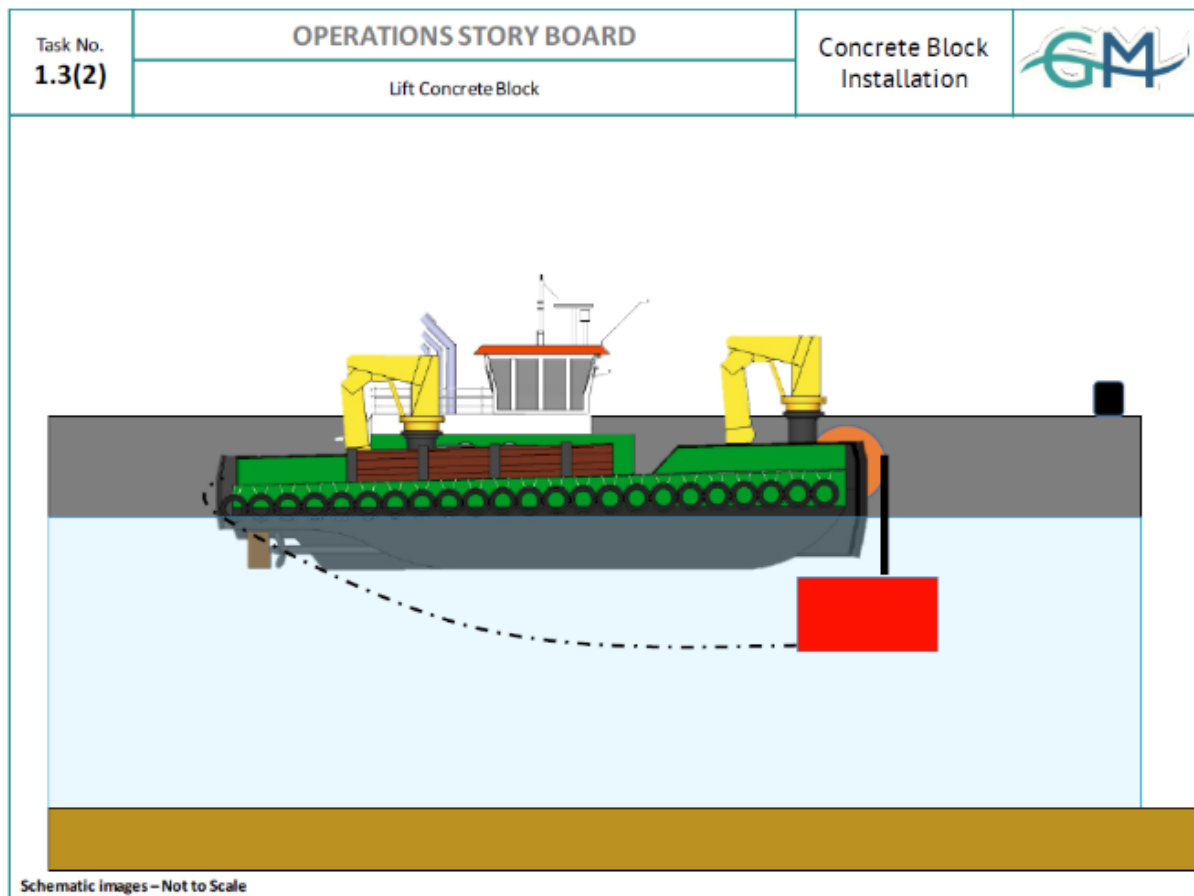 Task No.
1.3(2)
OPERATIONS STORY BOARD
Lift Concrete Block
Concrete Block
Installation
GM
Schematic images – Not to Scale